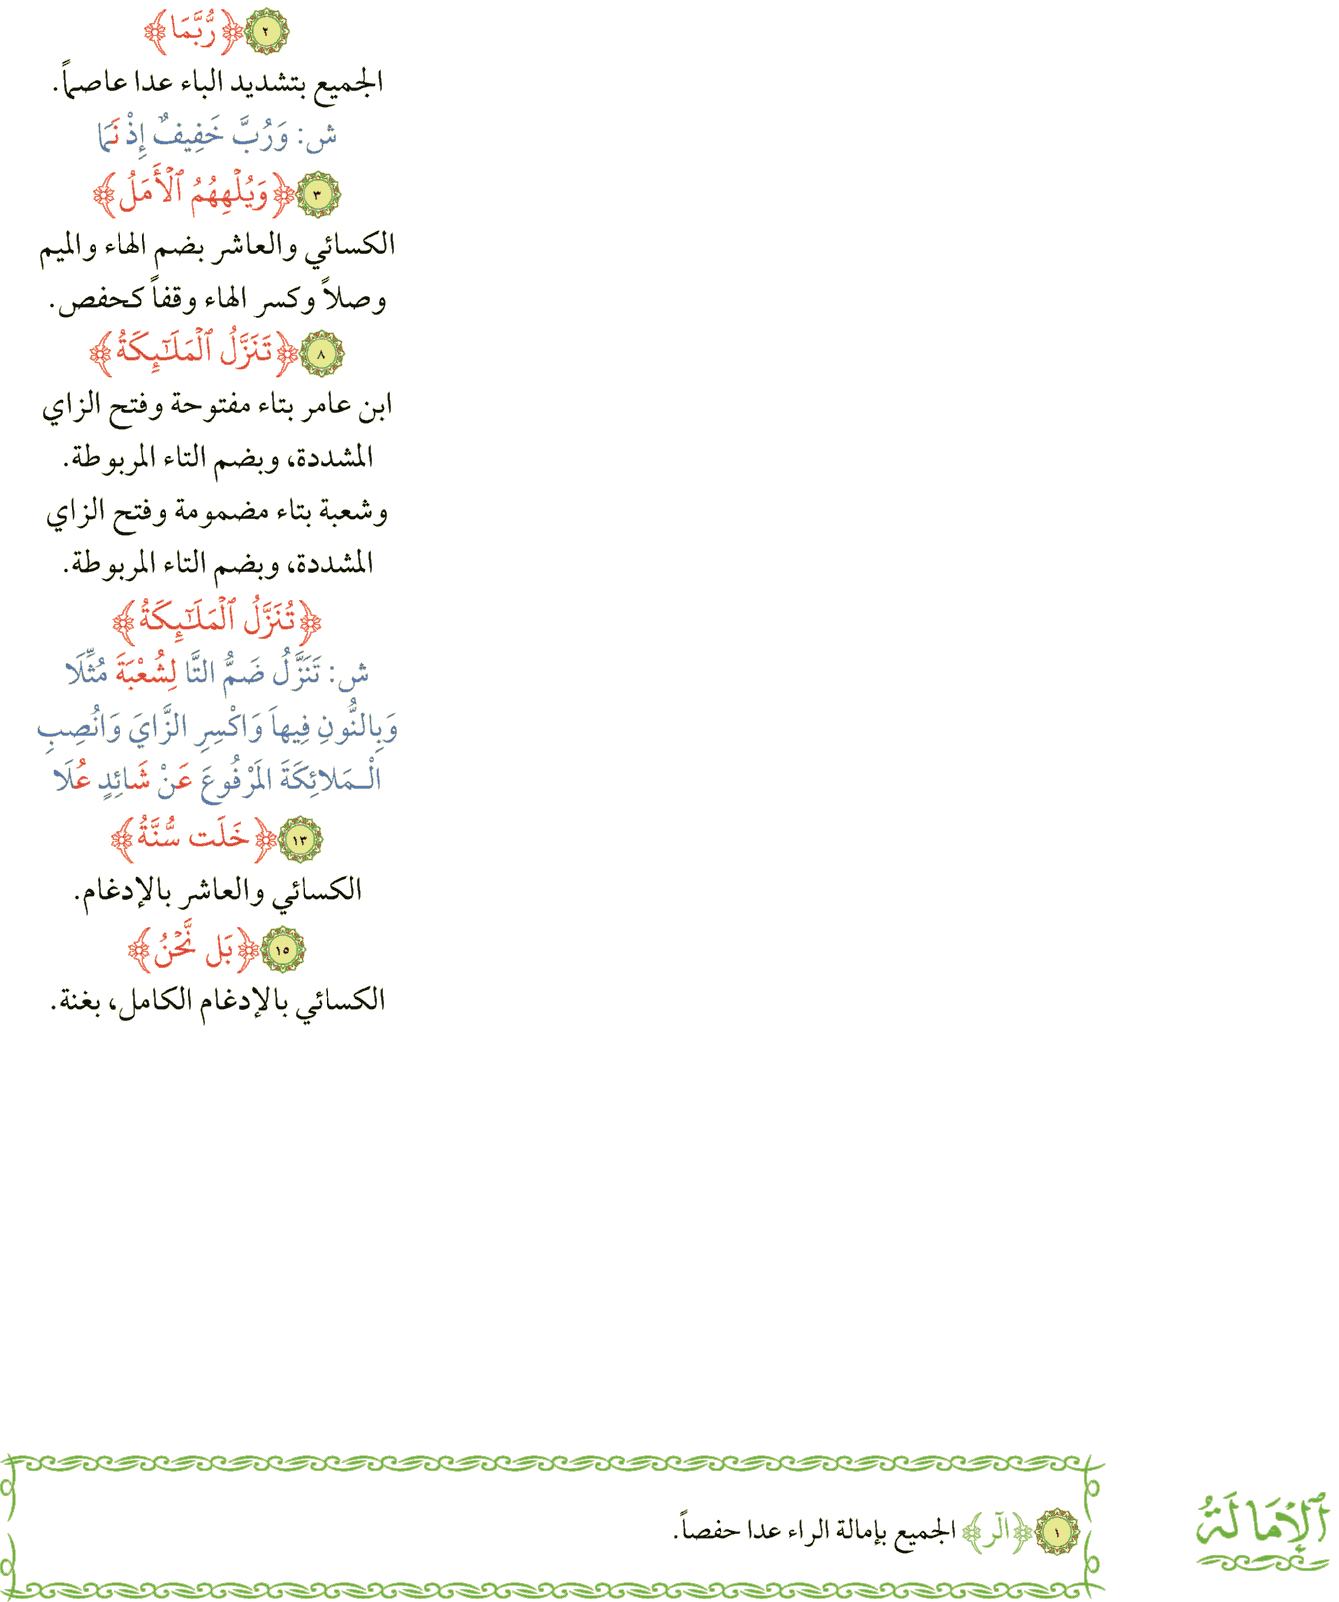 ٢ ﴿رُّبَّمَا﴾
الجميع بتشديد الباء عدا عاصماً.
ش: وَرُبَّ خَفِيفٌ إِذْ نَمَا
٣ ﴿وَيُلْهِهُمُ ٱلْأَمَلُ﴾
الكسائي والعاشر بضم الهاء والميم
وصلاً وكسر الهاء وقفاً كحفص.
٨ ﴿تَنَزَّلُ ٱلْمَلَٰٓئِكَةُ﴾
ابن عامر بتاء مفتوحة وفتح الزاي
المشددة، وبضم التاء المربوطة.
وشعبة بتاء مضمومة وفتح الزاي
المشددة، وبضم التاء المربوطة.
﴿تُنَزَّلُ ٱلْمَلَٰٓئِكَةُ﴾
ش: تَنَزَّلُ ضَمُّ التَّا لِشُعْبَةَ مُثِّلَا
وَبِالنُّونِ فِيهاَ وَاكْسِرِ الزَّايَ وَانْصِبِ
الْـمَلائِكَةَ المَرْفُوعَ عَنْ شَائِدٍ عُلَا
١٣ ﴿خَلَت سُّنَّةُ﴾
الكسائي والعاشر بالإدغام.
١٥ ﴿بَل نَّحْنُ﴾
الكسائي بالإدغام الكامل، بغنة.
ٱلْإِمَالَةُ
١ ﴿الٓر﴾ الجميع بإمالة الراء عدا حفصاً.